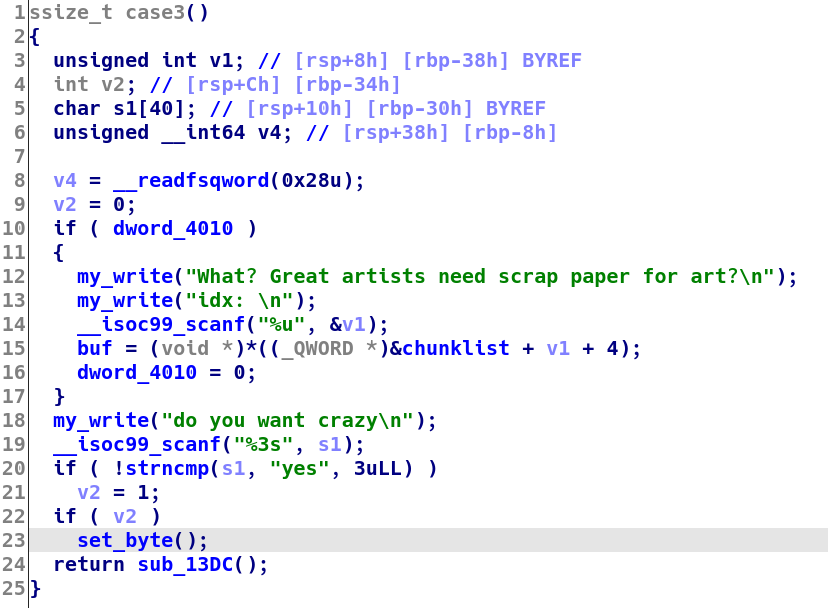 1 ssize_t case3()
2 {
3   unsigned int v1; // [rsp+8h] [rbp-38h] BYREF
4   int v2; // [rsp+Ch] [rbp-34h]
5   char s1[40]; // [rsp+10h] [rbp-30h] BYREF
6   unsigned __int64 v4; // [rsp+38h] [rbp-8h]
7
8   v4 = __readfsqword(0x28u);
9   v2 = 0;
10   if ( dword_4010 )
11   {
12     my_write("What? Great artists need scrap paper for art?\n");
13     my_write("idx: \n");
14     __isoc99_scanf("%u", &v1);
15     buf = (void *)*((_QWORD *)&chunklist + v1 + 4);
16     dword_4010 = 0;
17   }
18   my_write("do you want crazy\n");
19   __isoc99_scanf("%3s", s1);
20   if ( !strncmp(s1, "yes", 3uLL) )
21     v2 = 1;
22   if ( v2 )
23     set_byte();
24   return sub_13DC();
25 }